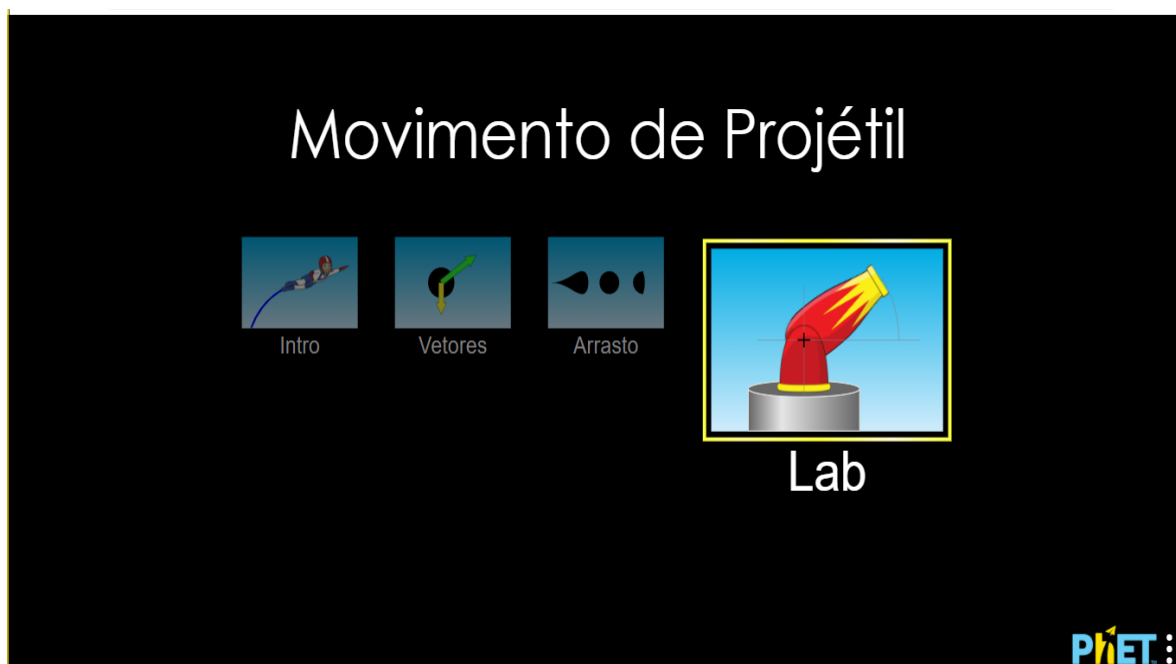 Movimento de Projétil
Intro
Vetores
Arrasto
Lab
PhET